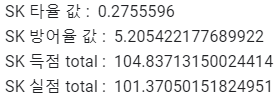 SK 타율 값 : 0.2755596
SK 방어율 값 : 5.205422177689922
SK 득점 total : 104.83713150024414
SK 실점 total : 101.37050151824951